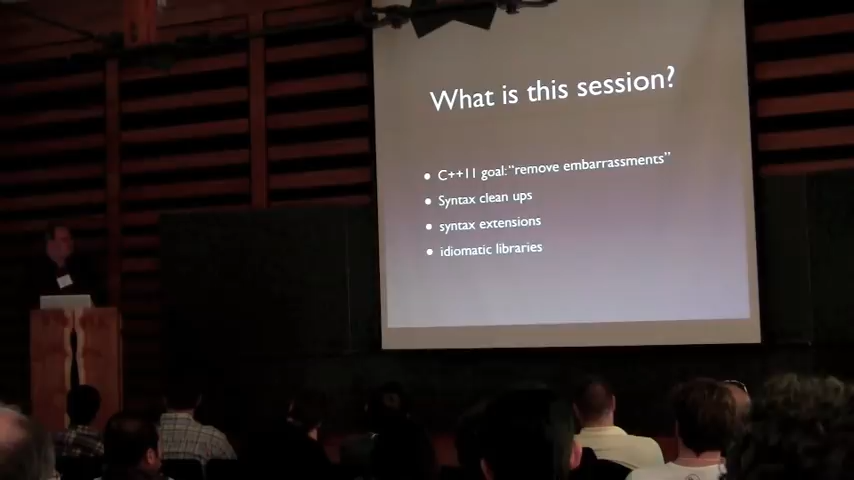 What is this session?
C++11 goal: "remove embarrassments"
Syntax clean ups
syntax extensions
idiomatic libraries